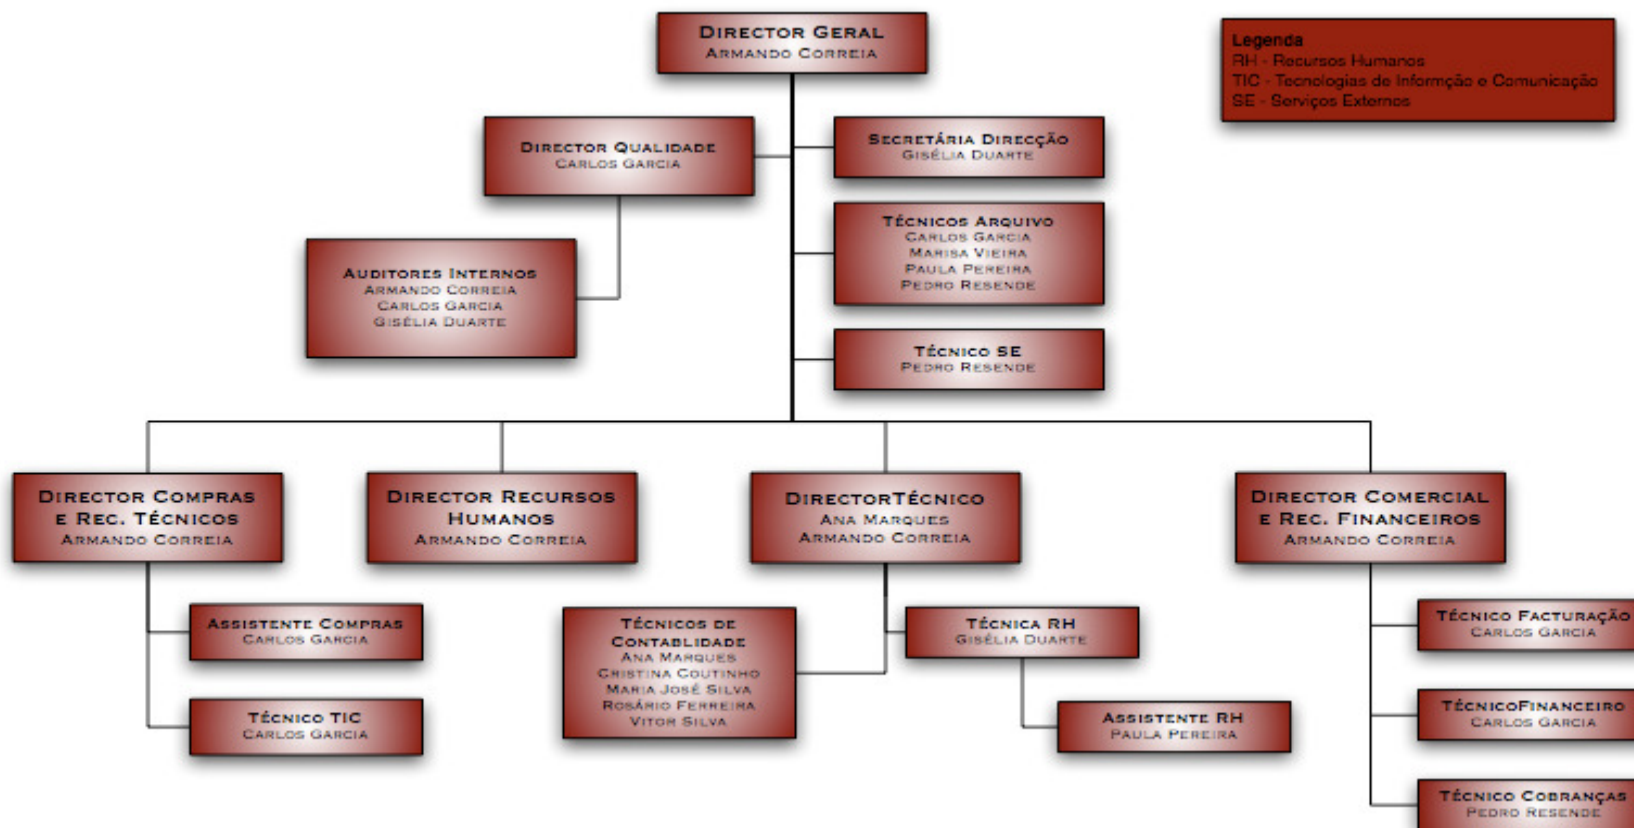 DIRECTOR GERAL
ARMANDO CORREIA
Legenda
RH - Recursos Humanos
TIC - Tecnologias de Informção e Comunicação
SE - Serviços Externos
DIRECTOR QUALIDADE
CARLOS GARCIA
SECRETÁRIA DIRECÇÃO
GISÉLIA DUARTE
TÉCNICOS ARQUIVO
CARLOS GARCIA
MARISA VIEIRA
PAULA PEREIRA
PEDRO RESENDE
AUDITORES INTERNOS
ARMANDO CORREIA
CARLOS GARCIA
GISÉLIA DUARTE
TÉCNICO SE
PEDRO RESENDE
DIRECTOR COMPRAS
E REC. TÉCNICOS
ARMANDO CORREIA
DIRECTOR RECURSOS
HUMANOS
ARMANDO CORREIA
DIRECTORTÉCNICO
ANA MARQUES
ARMANDO CORREIA
DIRECTOR COMERCIAL
E REC. FINANCEIROS
ARMANDO CORREIA
ASSISTENTE COMPRAS
CARLOS GARCIA
TÉCNICO TIC
CARLOS GARCIA
TÉCNICOS DE
CONTABLIDADE
ANA MARQUES
CRISTINA COUTINHO
MARIA JOSÉ SILVA
ROSÁRIO FERREIRA
VITOR SILVA
TÉCNICA RH
GISÉLIA DUARTE
ASSISTENTE RH
PAULA PEREIRA
TÉCNICO FACTURAÇÃO
CARLOS GARCIA
TÉCNICOFINANCEIRO
CARLOS GARCIA
TÉCNICO COBRANÇAS
PEDRO RESENDE